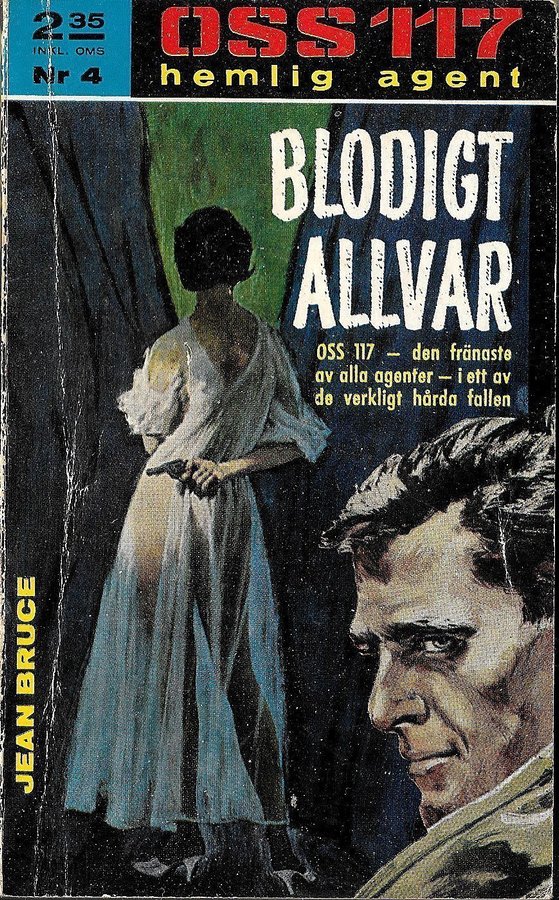 2 35
INKL. OMS
Nr 4
OSS 117
hemlig agent
BLODIGT
ALLVAR
OSS 117 – den fränaste
av alla agenter – i ett av
de verkligt hårda fallen
JEAN BRUCE